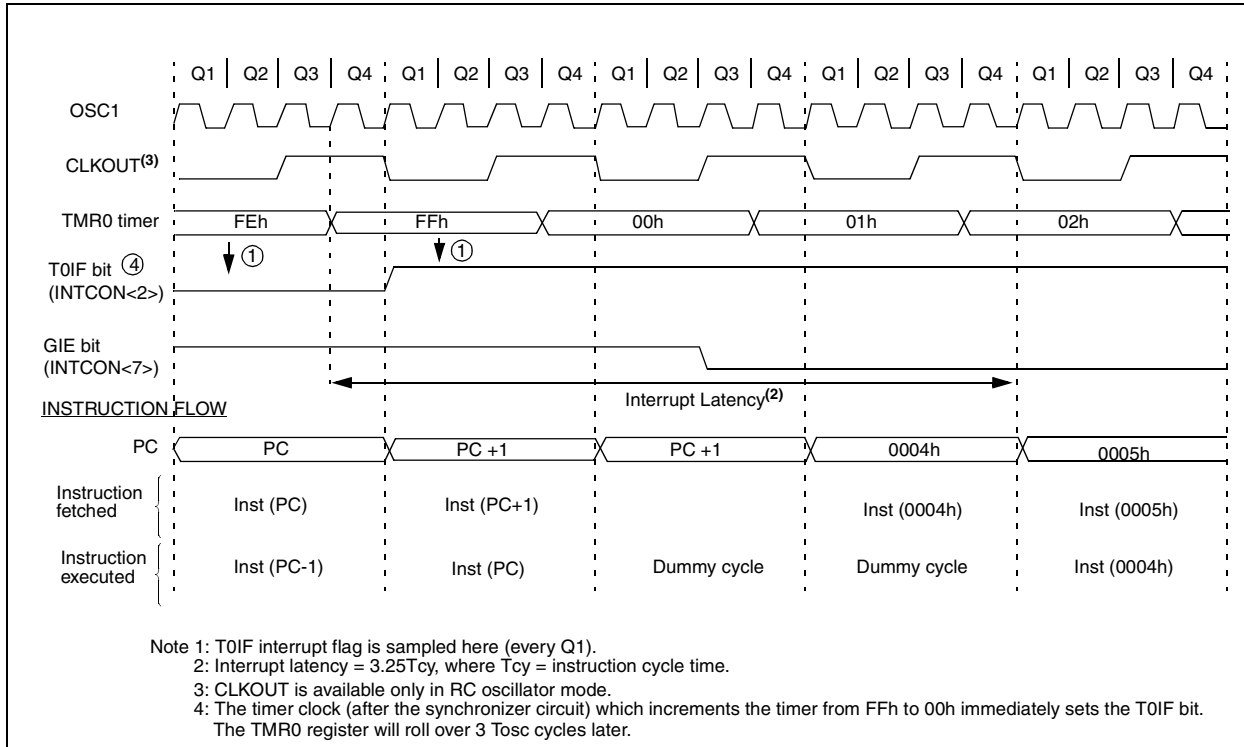 Q1 Q2 Q3 Q4 Q1 Q2 Q3 Q4 Q1 Q2 Q3 Q4 Q1 Q2 Q3 Q4 Q1 Q2 Q3 Q4
OSC1
CLKOUT(3)
TMR0 timer FEh FFh 00h 01h 02h
1 1
T0IF bit 4
(INTCON<2>)
GIE bit
(INTCON<7>)
Interrupt Latency(2)
INSTRUCTION FLOW
PC PC PC +1 PC +1 0004h 0005h
Instruction
fetched
Inst (PC) Inst (PC+1) Inst (0004h) Inst (0005h)
Instruction
executed
Inst (PC-1) Inst (PC) Dummy cycle Dummy cycle Inst (0004h)
Note 1: T0IF interrupt flag is sampled here (every Q1).
2: Interrupt latency = 3.25Tcy, where Tcy = instruction cycle time.
3: CLKOUT is available only in RC oscillator mode.
4: The timer clock (after the synchronizer circuit) which increments the timer from FFh to 00h immediately sets the T0IF bit.
The TMR0 register will roll over 3 Tosc cycles later.